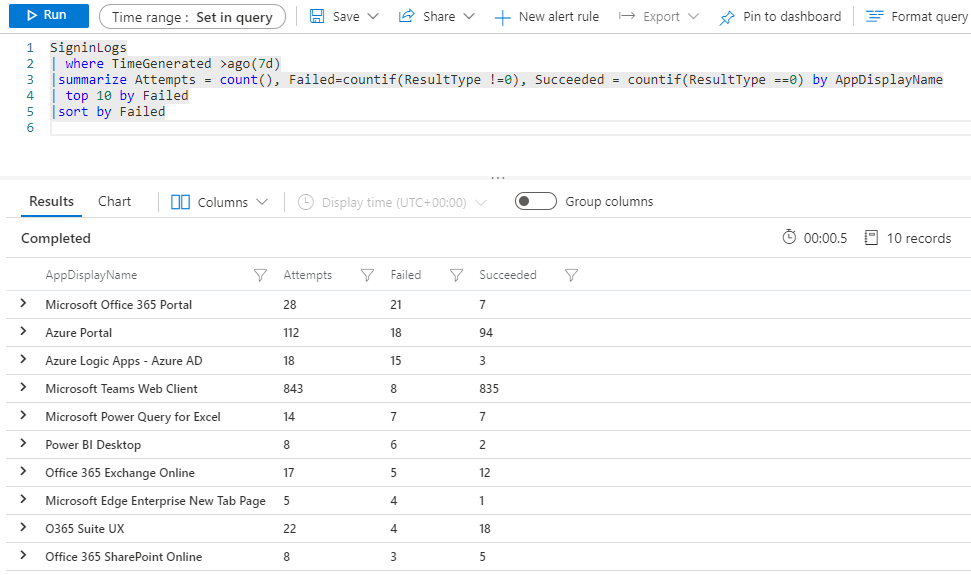 Run Time range : Set in query Save Share New alert rule Export Pin to dashboard Format query
1 SigninLogs
2 | where TimeGenerated >ago(7d)
3 |summarize Attempts = count(), Failed=countif(ResultType !=0), Succeeded = countif(ResultType ==0) by AppDisplayName
4 | top 10 by Failed
5 |sort by Failed
6
...
Results Chart Columns Display time (UTC+00:00) Group columns
Completed 00:00.5 10 records
AppDisplayName Attempts Failed Succeeded
Microsoft Office 365 Portal 28 21 7
Azure Portal 112 18 94
Azure Logic Apps - Azure AD 18 15 3
Microsoft Teams Web Client 843 8 835
Microsoft Power Query for Excel 14 7 7
Power BI Desktop 8 6 2
Office 365 Exchange Online 17 5 12
Microsoft Edge Enterprise New Tab Page 5 4 1
O365 Suite UX 22 4 18
Office 365 SharePoint Online 8 3 5